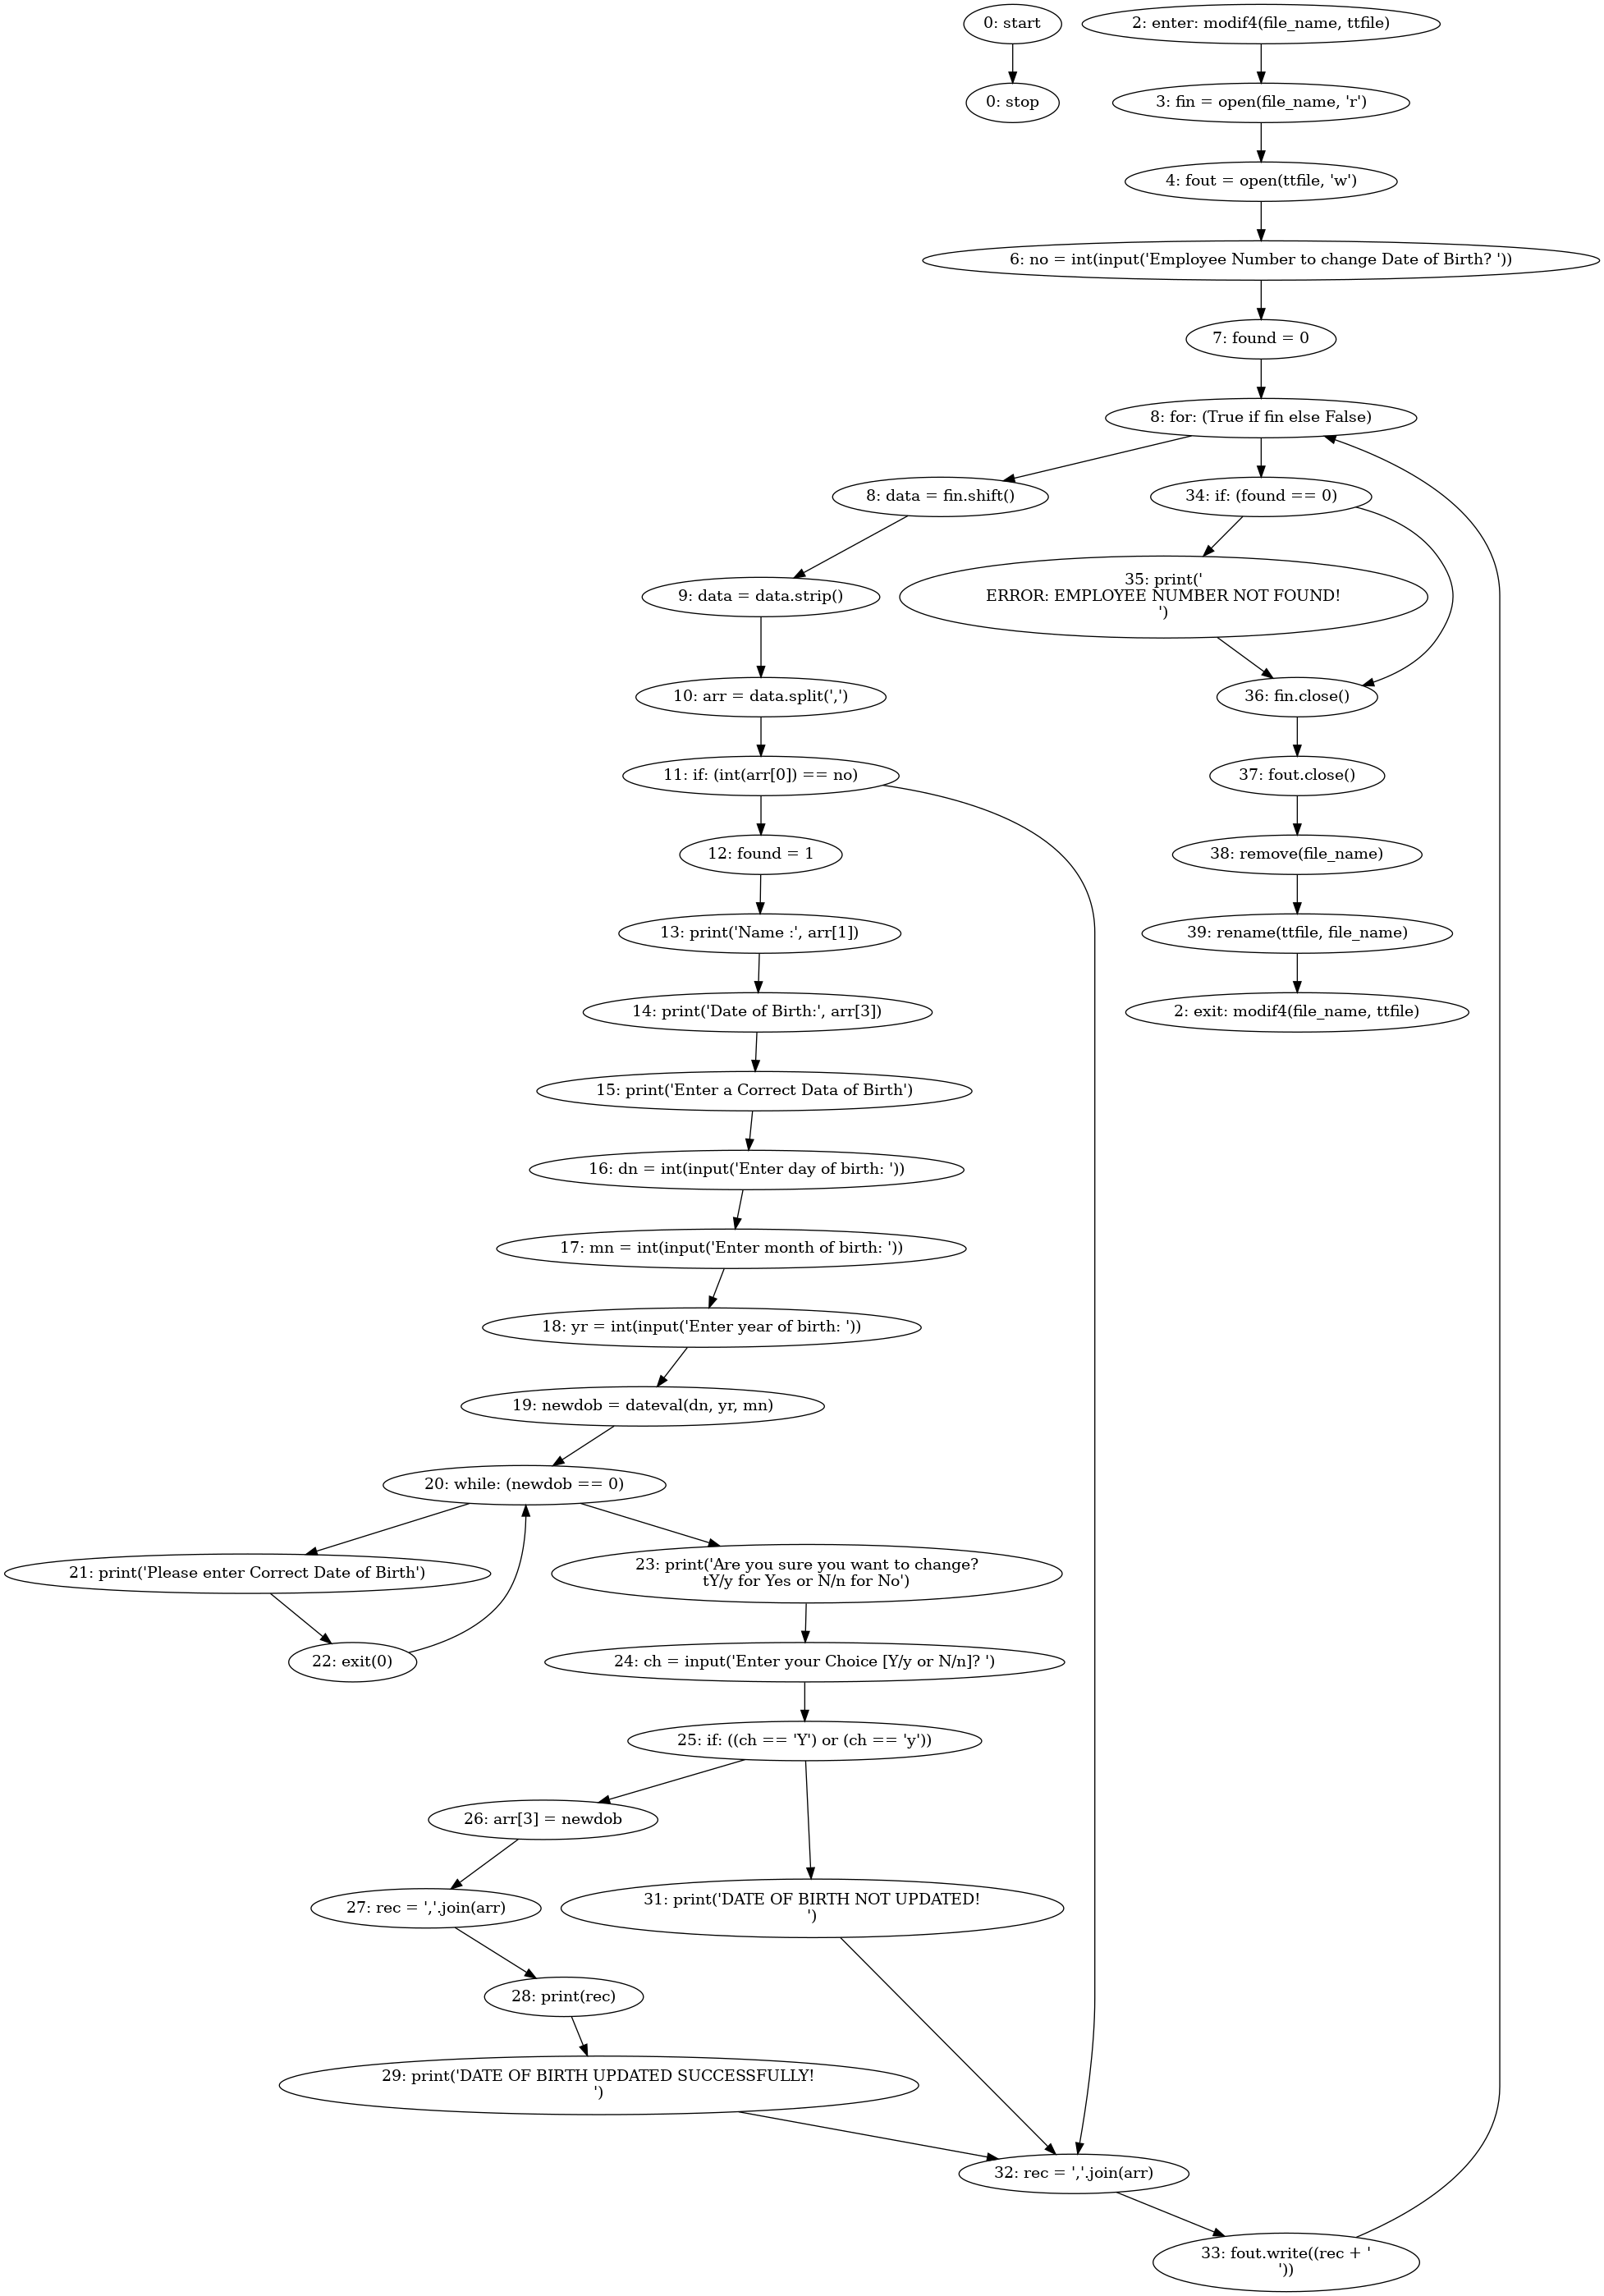 0: start
0: stop
2: enter: modif4(file_name, ttfile)
3: fin = open(file_name, 'r')
4: fout = open(ttfile, 'w')
6: no = int(input('Employee Number to change Date of Birth? '))
7: found = 0
8: for: (True if fin else False)
8: data = fin.shift()
34: if: (found == 0)
9: data = data.strip()
35: print('
ERROR: EMPLOYEE NUMBER NOT FOUND!
')
10: arr = data.split(',')
36: fin.close()
11: if: (int(arr[0]) == no)
37: fout.close()
12: found = 1
38: remove(file_name)
13: print('Name :', arr[1])
39: rename(ttfile, file_name)
14: print('Date of Birth:', arr[3])
2: exit: modif4(file_name, ttfile)
15: print('Enter a Correct Data of Birth')
16: dn = int(input('Enter day of birth: '))
17: mn = int(input('Enter month of birth: '))
18: yr = int(input('Enter year of birth: '))
19: newdob = dateval(dn, yr, mn)
20: while: (newdob == 0)
21: print('Please enter Correct Date of Birth')
23: print('Are you sure you want to change?
tY/y for Yes or N/n for No')
22: exit(0)
24: ch = input('Enter your Choice [Y/y or N/n]? ')
25: if: ((ch == 'Y') or (ch == 'y'))
26: arr[3] = newdob
27: rec = ','.join(arr)
31: print('DATE OF BIRTH NOT UPDATED!
')
28: print(rec)
29: print('DATE OF BIRTH UPDATED SUCCESSFULLY!
')
32: rec = ','.join(arr)
33: fout.write((rec + '
'))